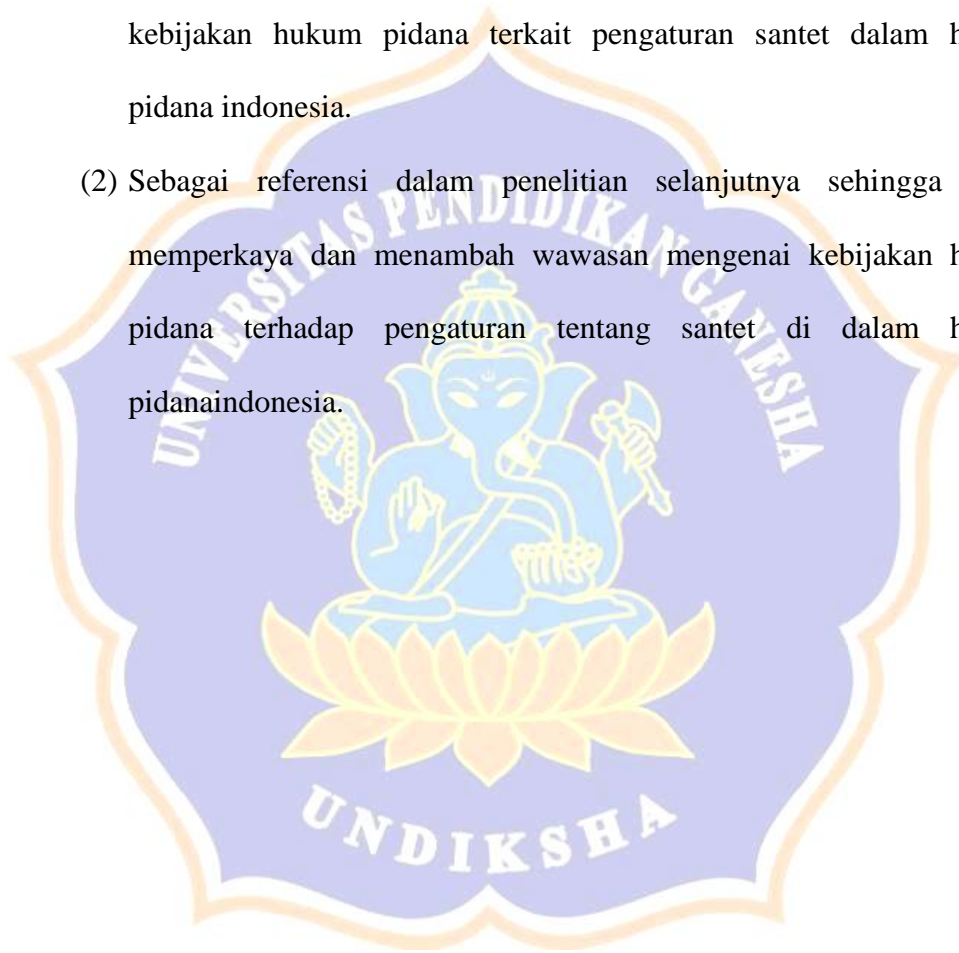 kebijakan hukum pidana terkait pengaturan santet dalam h
pidana indonesia.
(2) Sebagai referensi dalam penelitian selanjutnya sehingga
memperkaya dan menambah wawasan mengenai kebijakan h
pidana terhadap pengaturan tentang santet di dalam h
pidanaindonesia.
UNIVERSITAS PENDIDIKAN GANESHA
UNDIKSHA